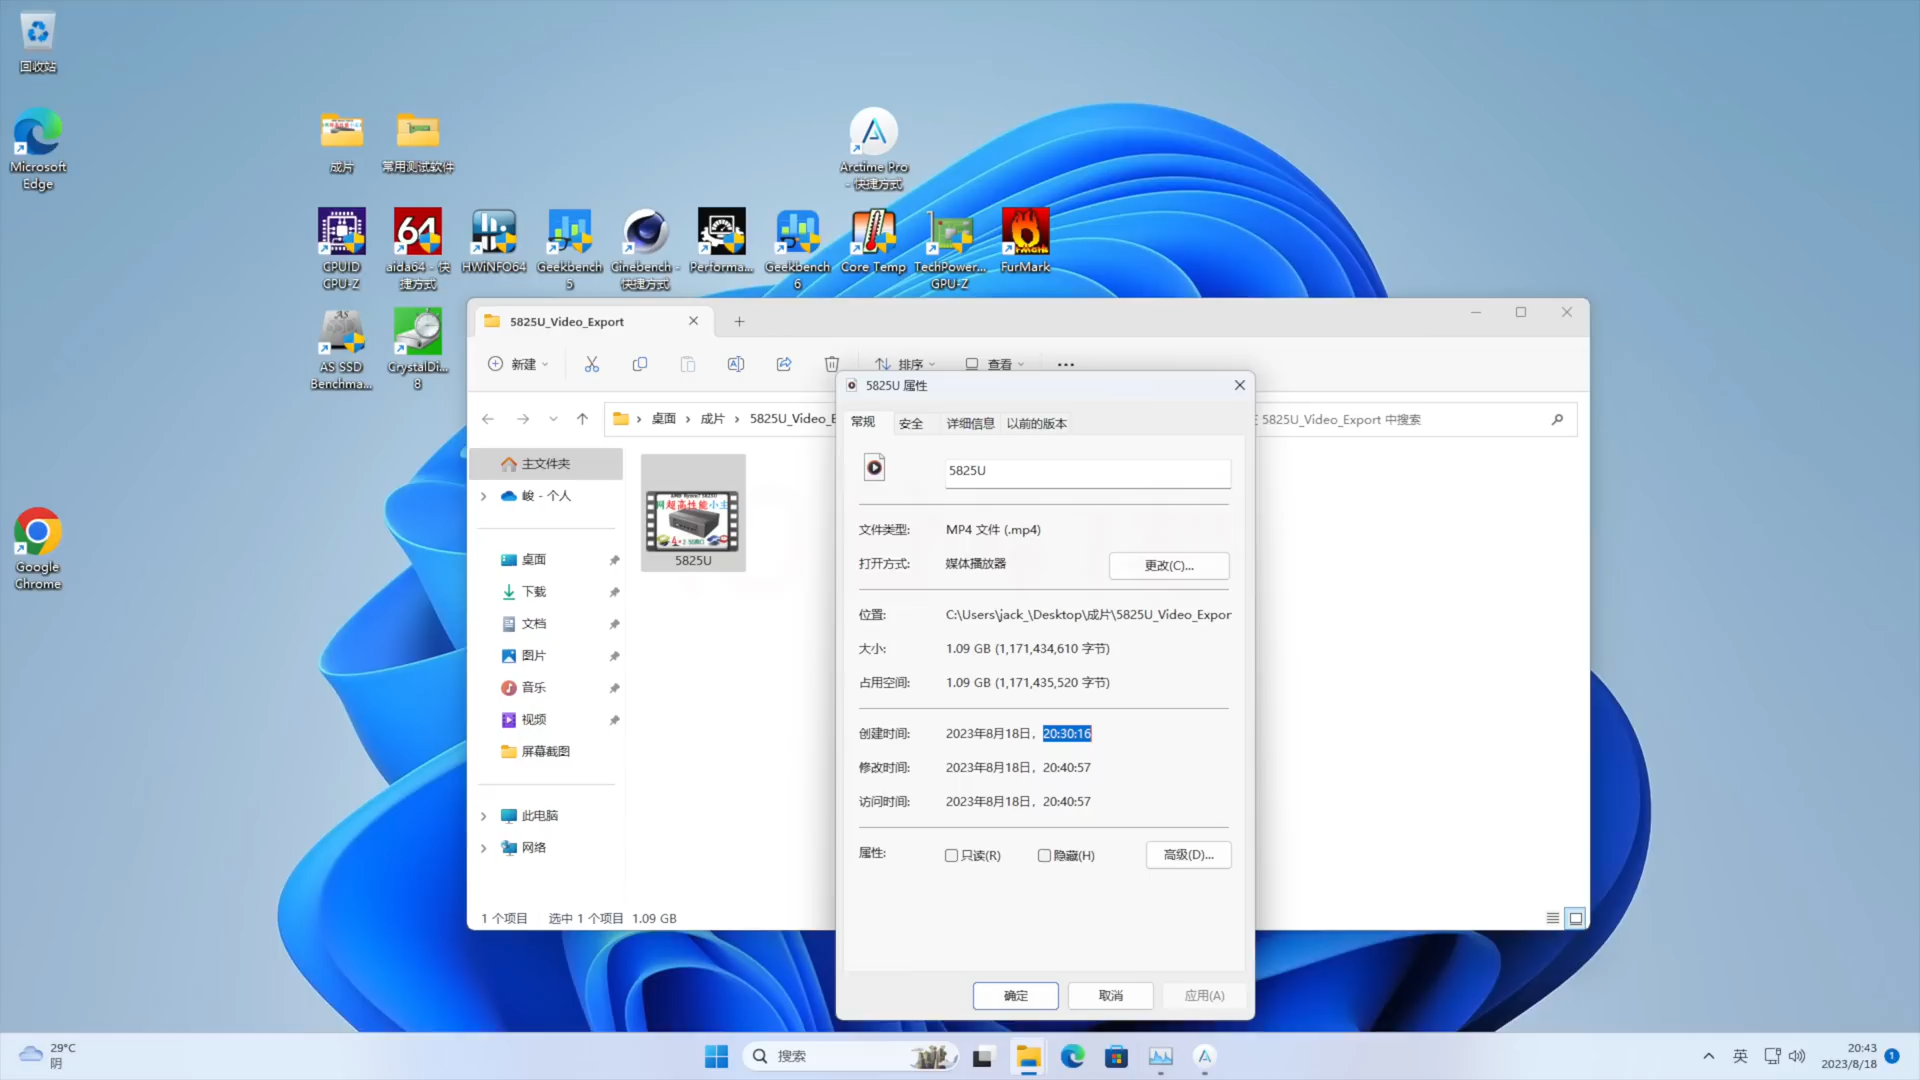 回收站
Microsoft
Edge
成片
常用测试软件
Arctime Pro
- 快捷方式
CPUID
CPU-Z
aida64 - 快
捷方式
HWiNFO64
Geekbench
5
Cinebench -
快捷方式
Performa...
Geekbench
6
Core Temp
TechPower...
GPU-Z
FurMark
AS SSD
Benchma...
CrystalDi...
8
Google
Chrome
5825U_Video_Export
新建
排序
查看
桌面
成片
5825U_Video_E
5825U_Video_Export 中搜索
主文件夹
峻 - 个人
桌面
下载
文档
图片
音乐
视频
屏幕截图
此电脑
网络
5825U
1 个项目
选中 1 个项目 1.09 GB
5825U 属性
常规
安全
详细信息
以前的版本
5825U
文件类型: MP4 文件 (.mp4)
打开方式: 媒体播放器 更改(C)...
位置: C:\Users\jack_\Desktop\成片\5825U_Video_Expor
大小: 1.09 GB (1,171,434,610 字节)
占用空间: 1.09 GB (1,171,435,520 字节)
创建时间: 2023年8月18日，20:30:16
修改时间: 2023年8月18日，20:40:57
访问时间: 2023年8月18日，20:40:57
属性: 只读(R) 隐藏(H) 高级(D)...
确定 取消 应用(A)
29°C
阴
搜索
英
20:43
2023/8/18
1